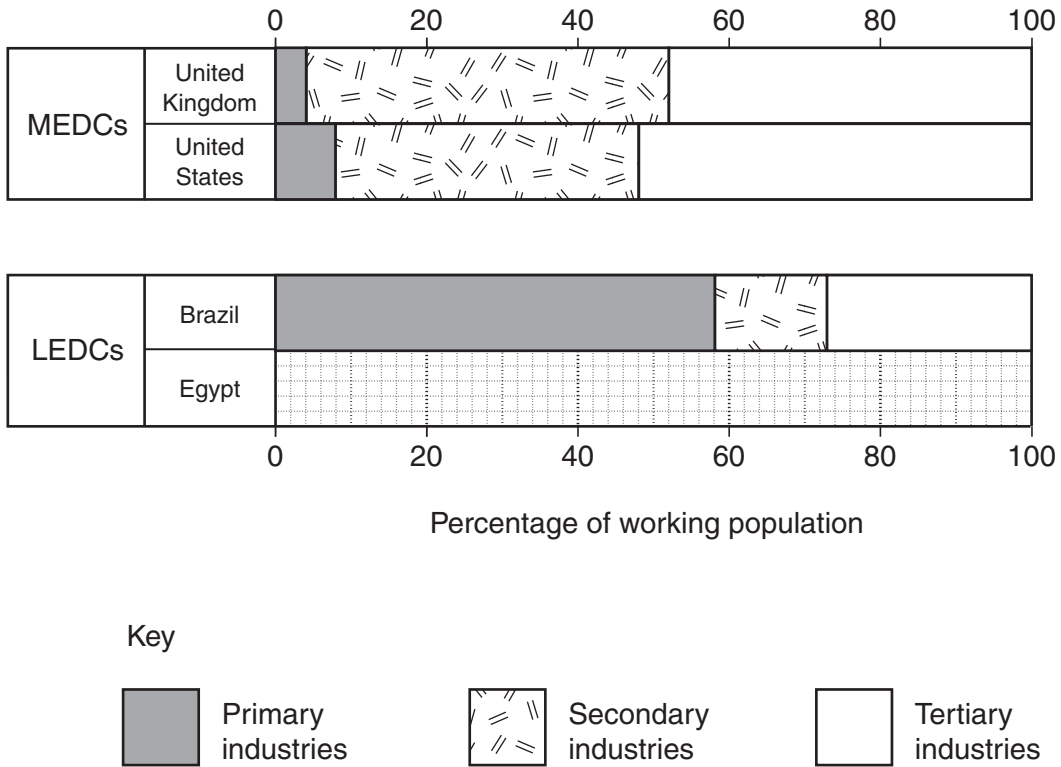 0 20 40 60 80 100
MEDCs
United
Kingdom
United
States
LEDCs
Brazil
Egypt
0 20 40 60 80 100
Percentage of working population
Key
Primary
industries
Secondary
industries
Tertiary
industries